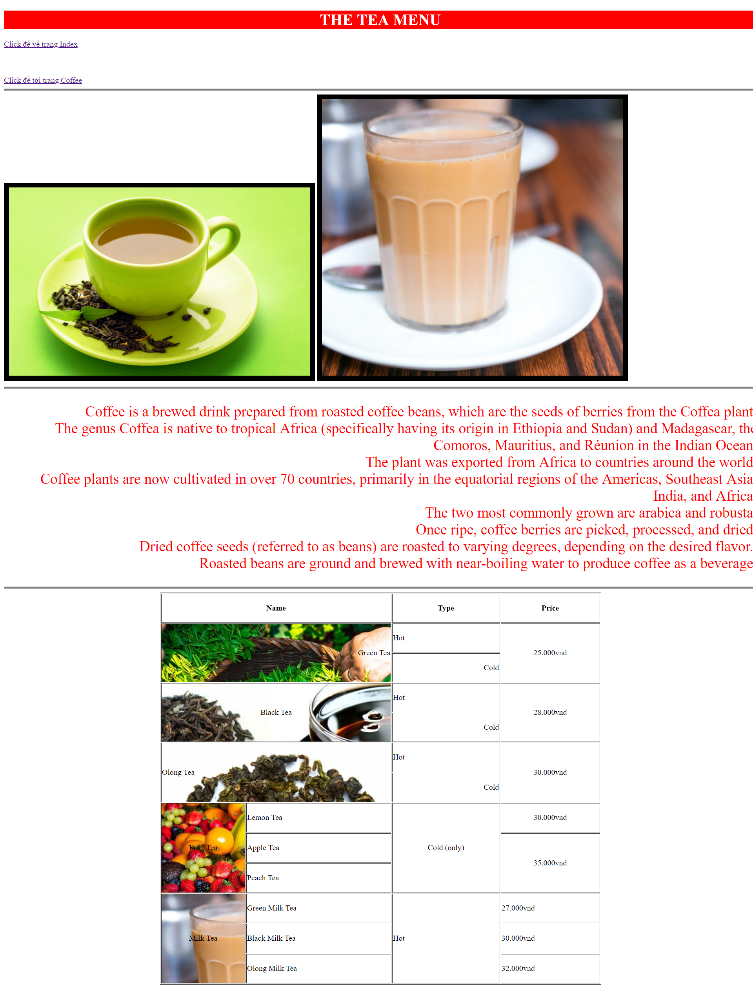 THE TEA MENU
Click để về trang Index
Click để tới trang Coffee
Coffee is a brewed drink prepared from roasted coffee beans, which are the seeds of berries from the Coffea plant
The genus Coffea is native to tropical Africa (specifically having its origin in Ethiopia and Sudan) and Madagascar, the
Comoros, Mauritius, and Réunion in the Indian Ocean
The plant was exported from Africa to countries around the world
Coffee plants are now cultivated in over 70 countries, primarily in the equatorial regions of the Americas, Southeast Asia
India, and Africa
The two most commonly grown are arabica and robusta
Once ripe, coffee berries are picked, processed, and dried
Dried coffee seeds (referred to as beans) are roasted to varying degrees, depending on the desired flavor.
Roasted beans are ground and brewed with near-boiling water to produce coffee as a beverage
Name Type Price
Green Tea Hot Cold 25.000vnd
Black Tea Hot Cold 28.000vnd
Olong Tea Hot Cold 30.000vnd
Fruit Tea Lemon Tea Cold (only) 30.000vnd
Apple Tea 35.000vnd
Peach Tea
Milk Tea Green Milk Tea Hot 27.000vnd
Black Milk Tea 30.000vnd
Olong Milk Tea 32.000vnd